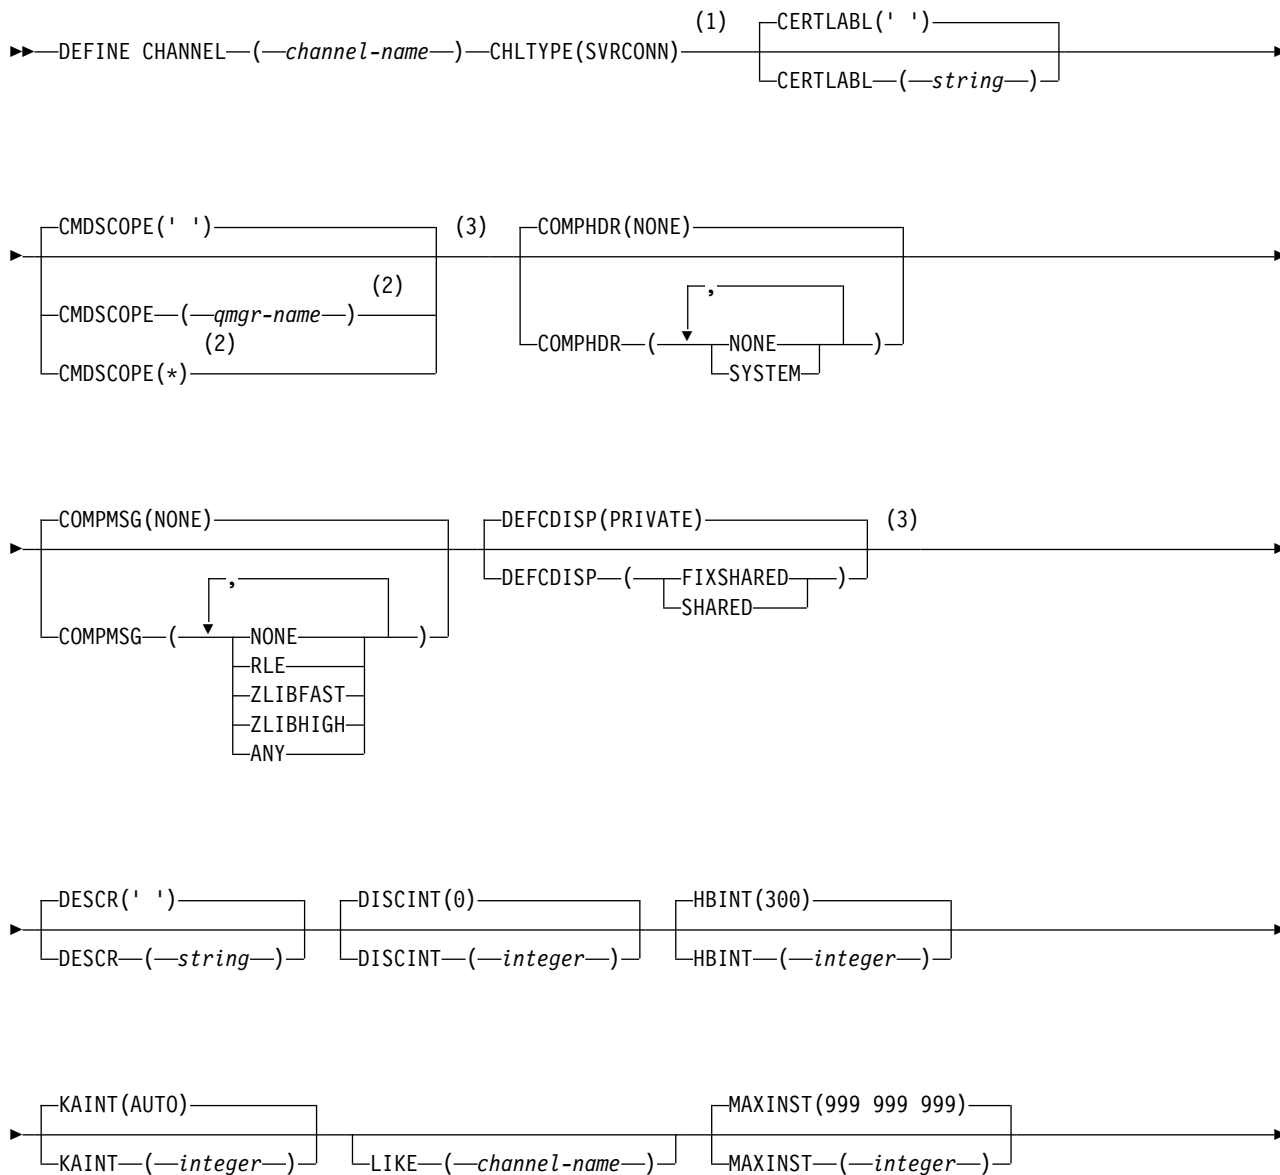 (1) CERTLABL(' ')
DEFINE CHANNEL ( channel-name ) CHLTYPE(SVRCONN)
CERTLABL ( string )
CMDSCOPE(' ') (3) COMPHDR(NONE)
(2) ,
CMDSCOPE ( qmgr-name )
(2) COMPHDR ( NONE )
CMDSCOPE(*) SYSTEM
COMPMSG(NONE) DEFCDISP(PRIVATE) (3)
, DEFCDISP ( FIXSHARED )
SHARED
COMPMSG ( NONE )
RLE
ZLIBFAST
ZLIBHIGH
ANY
DESCR(' ') DISCINT(0) HBINT(300)
DESCR ( string ) DISCINT ( integer ) HBINT ( integer )
KAINT(AUTO) MAXINST(999 999 999)
KAINT ( integer ) LIKE ( channel-name ) MAXINST ( integer )